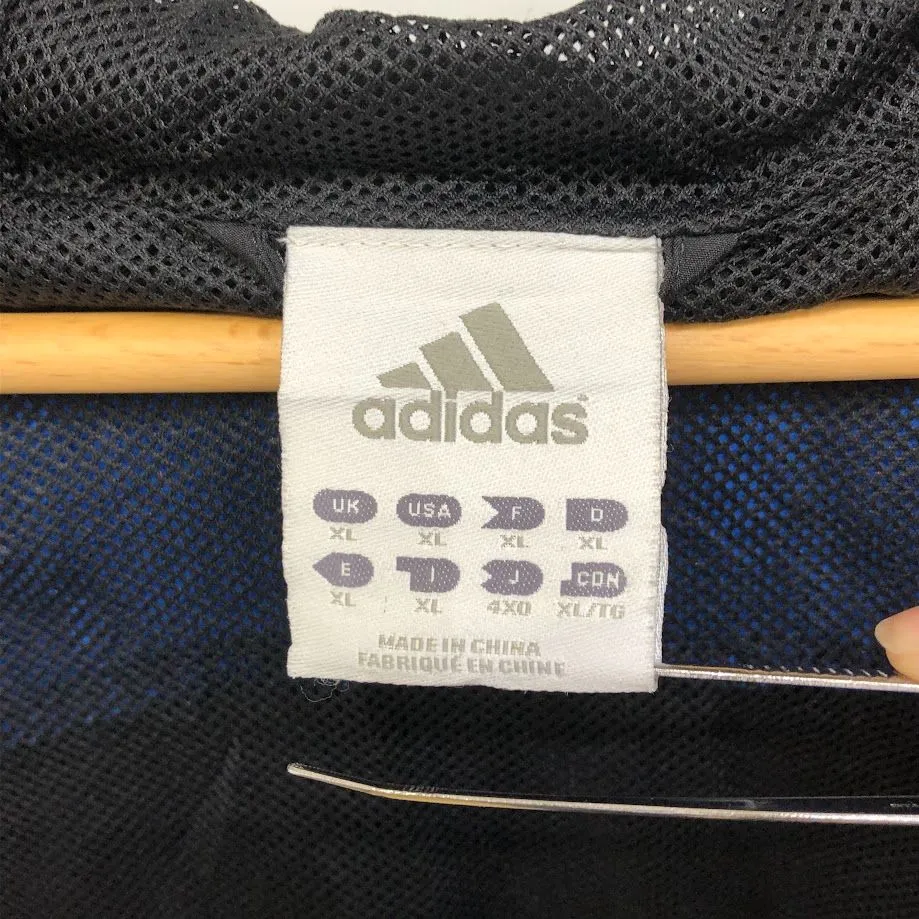 adidas
UK USA F D
XL XL XL XL
E I J CDN
XL XL 4XO XL/TG
MADE IN CHINA
FABRIQUÉ EN CHINE